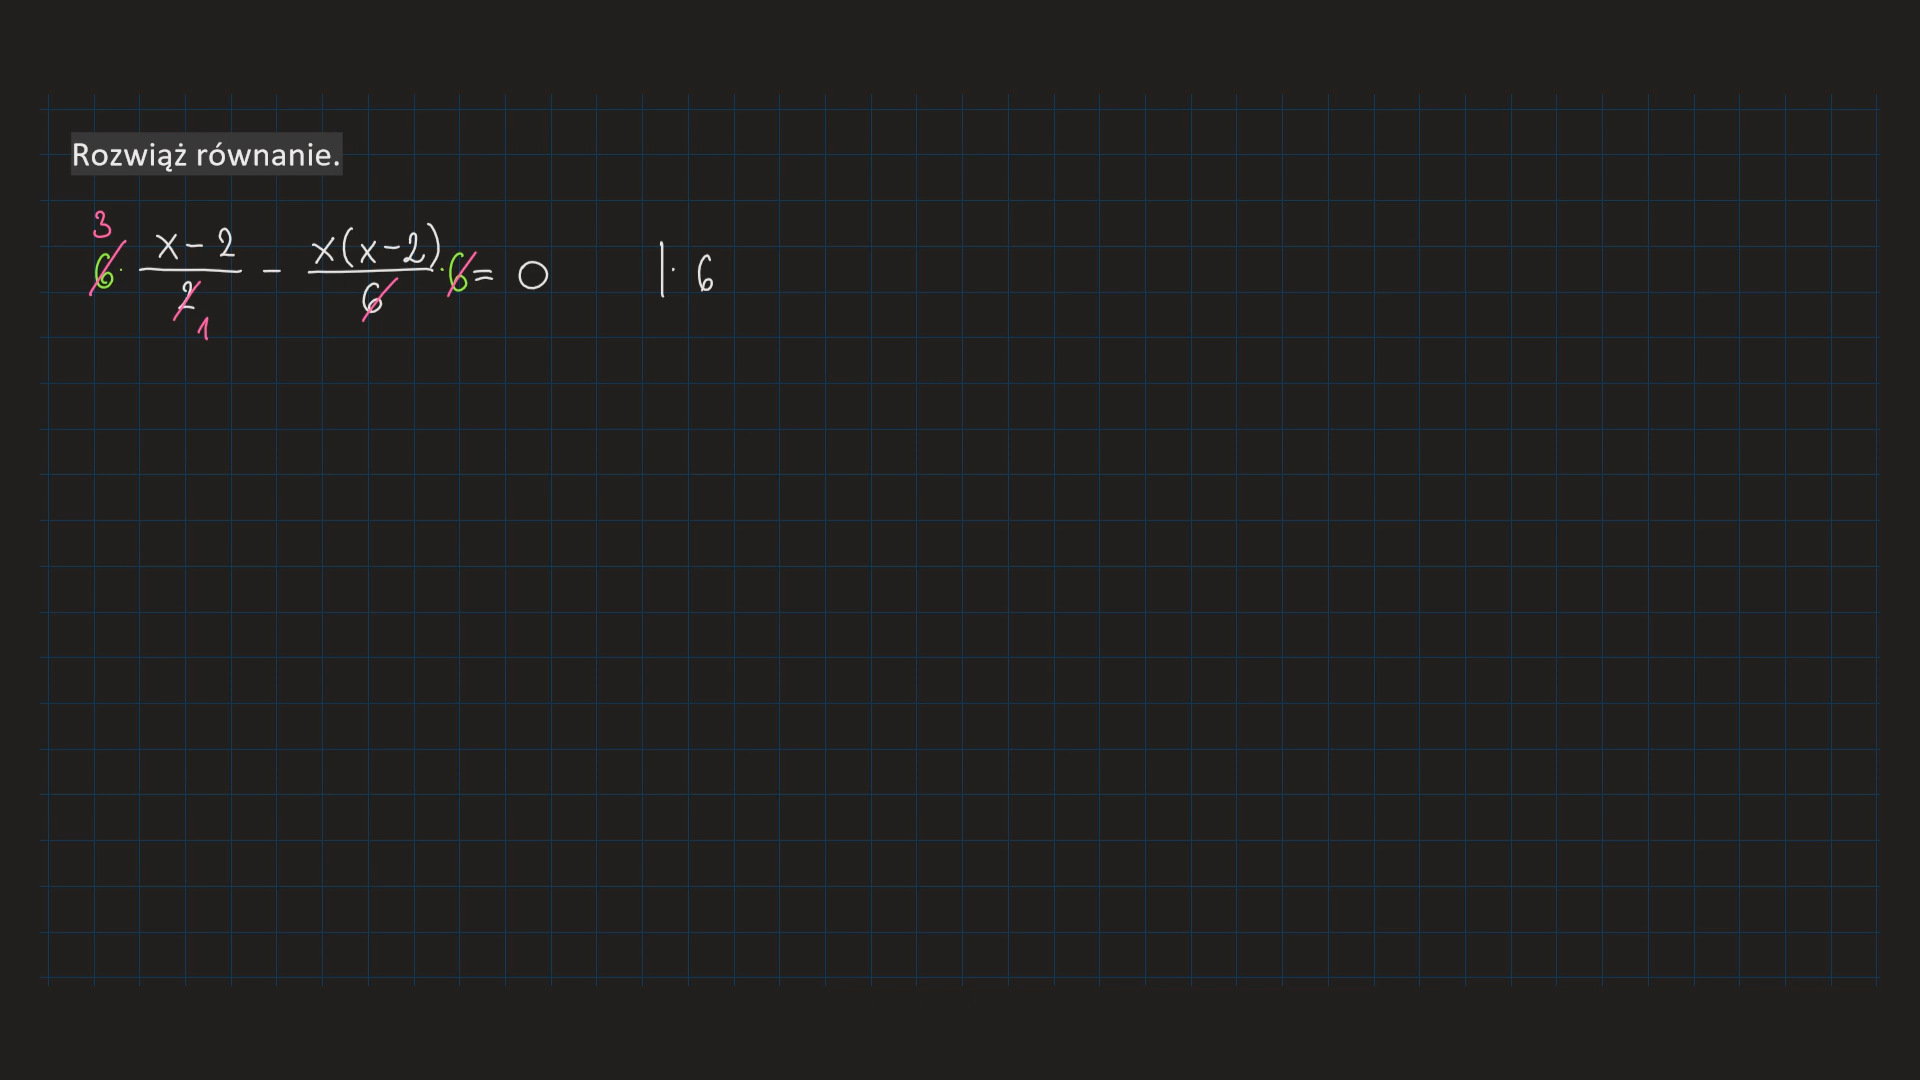 Rozwiąż równanie.
3
6 · (x - 2)/2 - x(x - 2)/6 · 6 = 0 | · 6
1